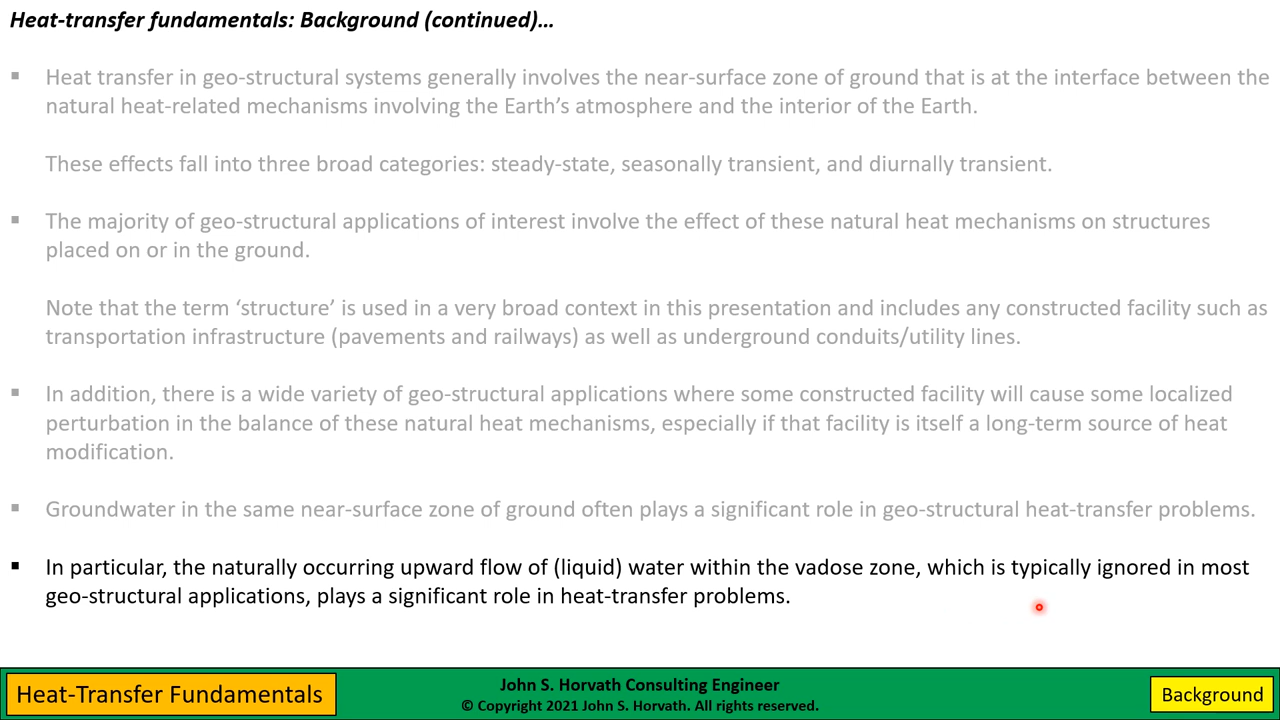 Heat-transfer fundamentals: Background (continued)…
▪ Heat transfer in geo-structural systems generally involves the near-surface zone of ground that is at the interface between the
natural heat-related mechanisms involving the Earth’s atmosphere and the interior of the Earth.
These effects fall into three broad categories: steady-state, seasonally transient, and diurnally transient.
▪ The majority of geo-structural applications of interest involve the effect of these natural heat mechanisms on structures
placed on or in the ground.
Note that the term ‘structure’ is used in a very broad context in this presentation and includes any constructed facility such as
transportation infrastructure (pavements and railways) as well as underground conduits/utility lines.
▪ In addition, there is a wide variety of geo-structural applications where some constructed facility will cause some localized
perturbation in the balance of these natural heat mechanisms, especially if that facility is itself a long-term source of heat
modification.
▪ Groundwater in the same near-surface zone of ground often plays a significant role in geo-structural heat-transfer problems.
▪ In particular, the naturally occurring upward flow of (liquid) water within the vadose zone, which is typically ignored in most
geo-structural applications, plays a significant role in heat-transfer problems.
Heat-Transfer Fundamentals
John S. Horvath Consulting Engineer
© Copyright 2021 John S. Horvath. All rights reserved.
Background